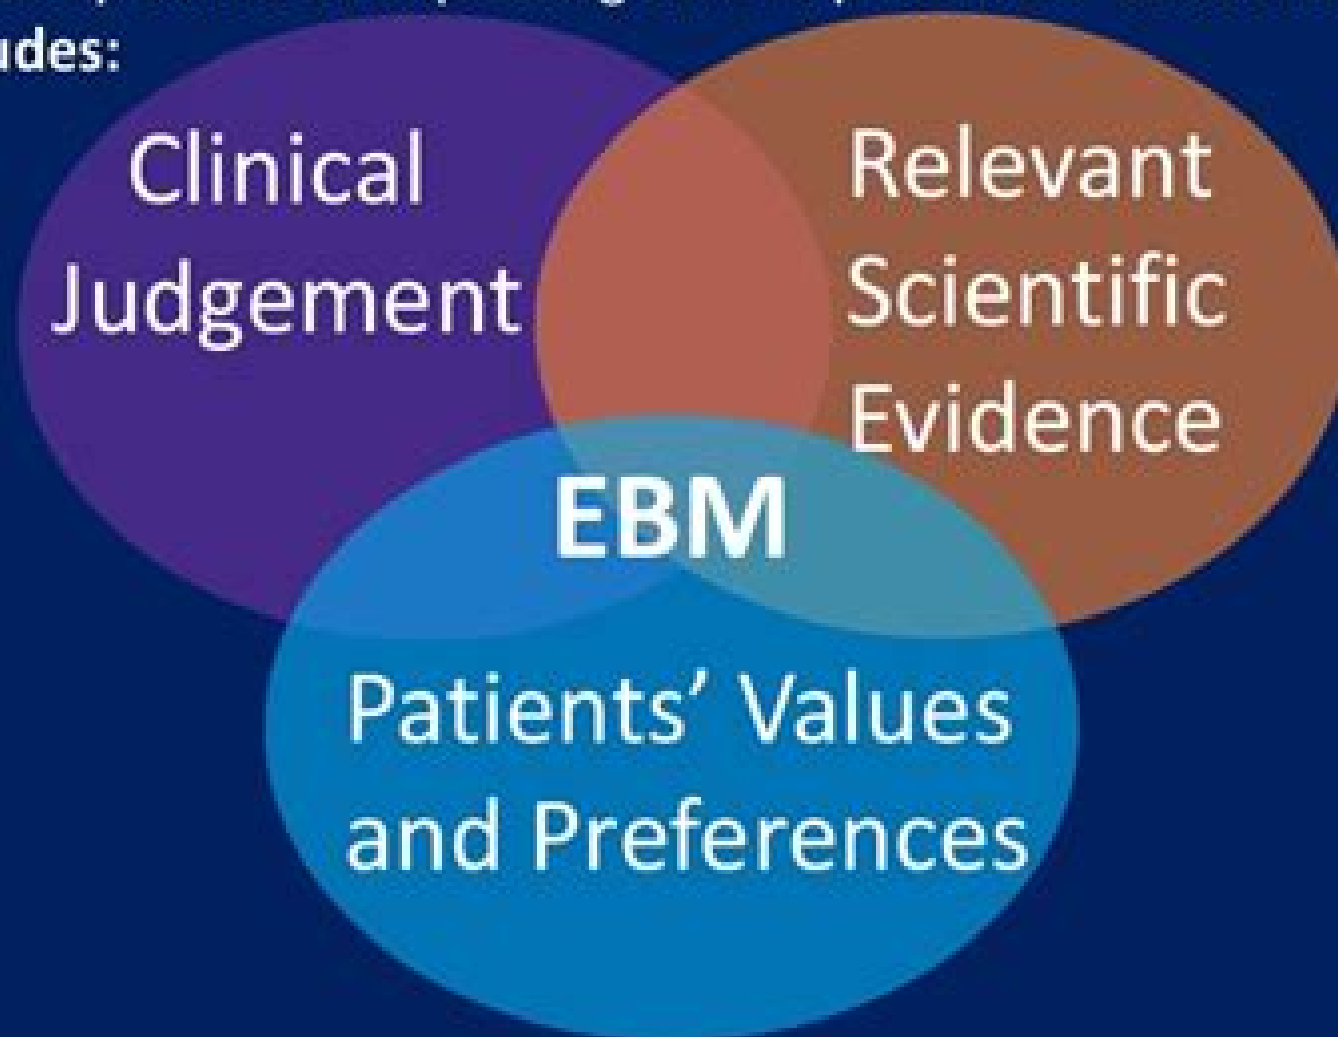 udes:
Clinical
Judgement
Relevant
Scientific
Evidence
EBM
Patients’ Values
and Preferences